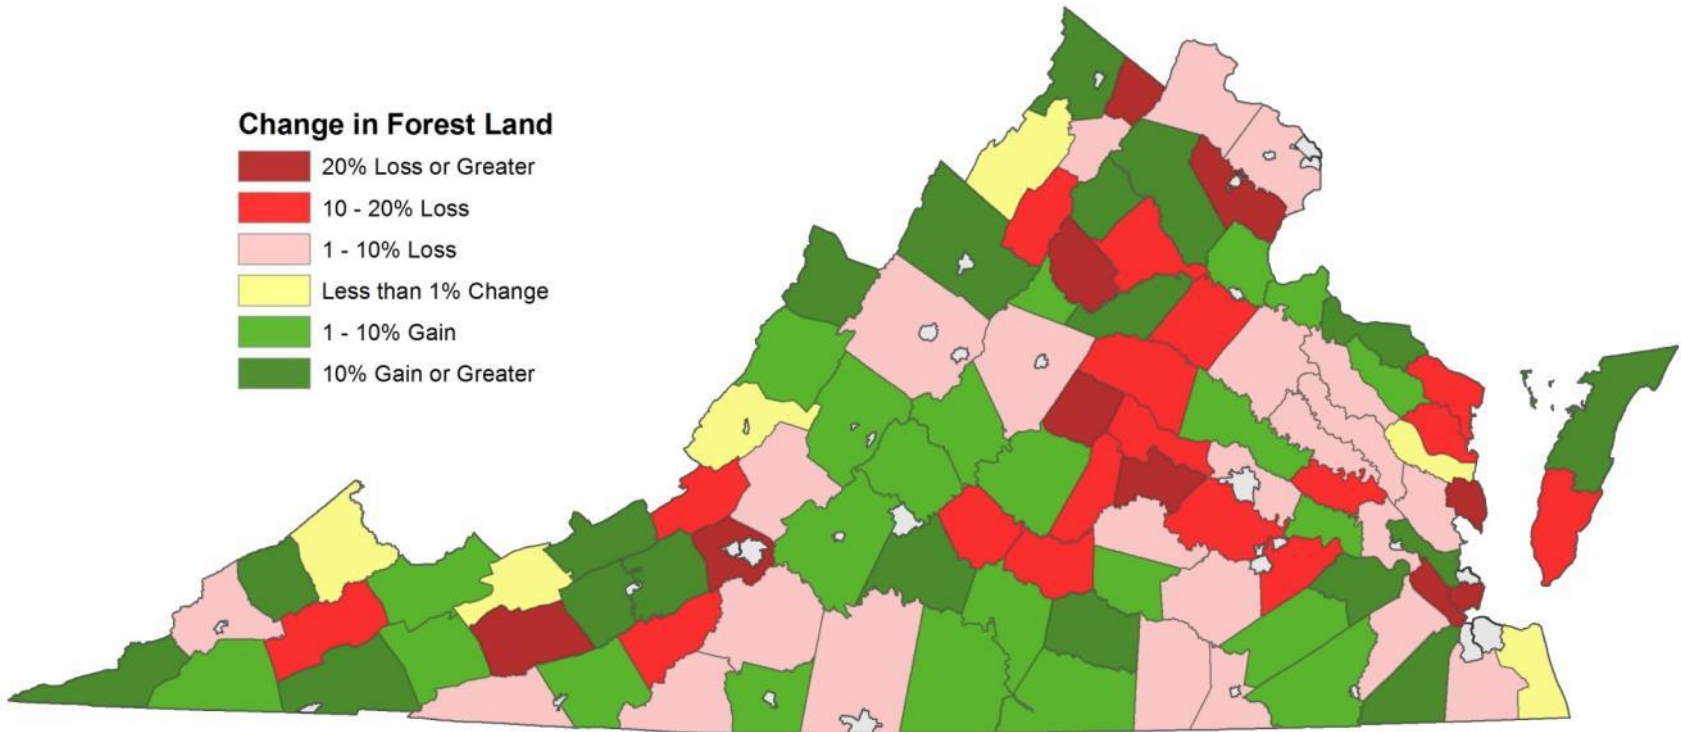 Change in Forest Land
20% Loss or Greater
10 - 20% Loss
1 - 10% Loss
Less than 1% Change
1 - 10% Gain
10% Gain or Greater